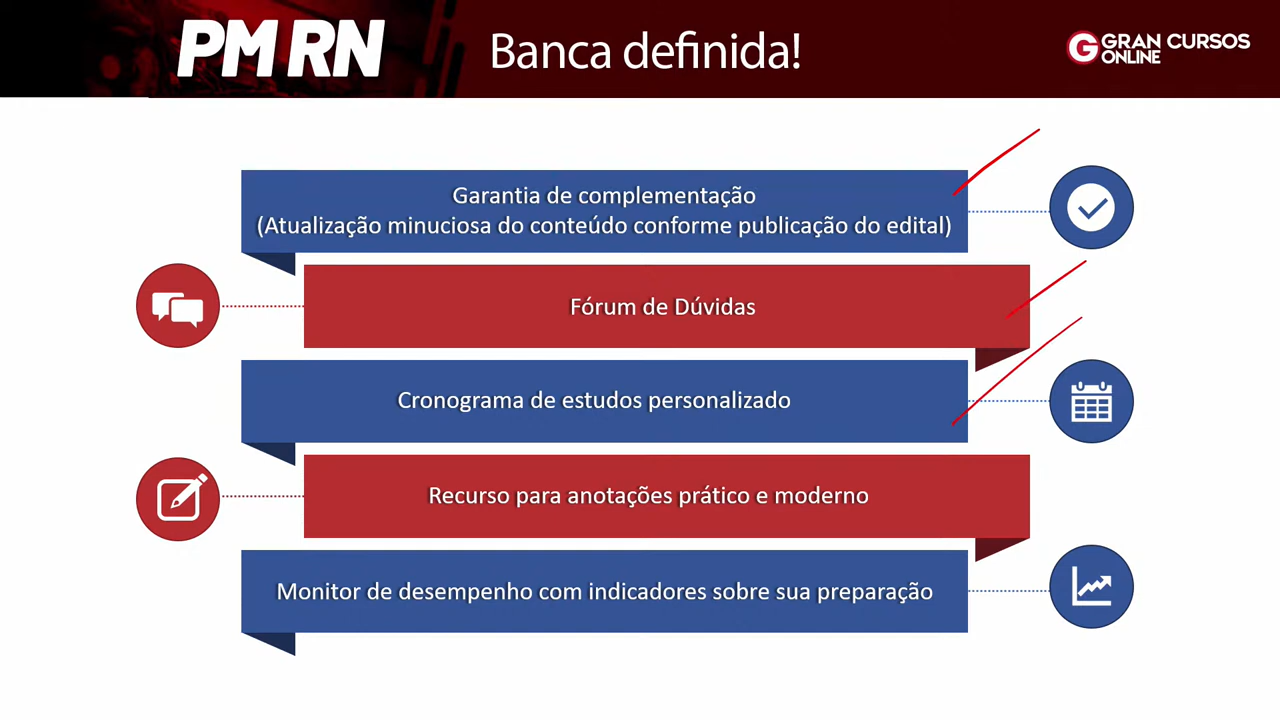 PM RN
Banca definida!
GRAN CURSOS
ONLINE
Garantia de complementação
(Atualização minuciosa do conteúdo conforme publicação do edital)
Fórum de Dúvidas
Cronograma de estudos personalizado
Recurso para anotações prático e moderno
Monitor de desempenho com indicadores sobre sua preparação